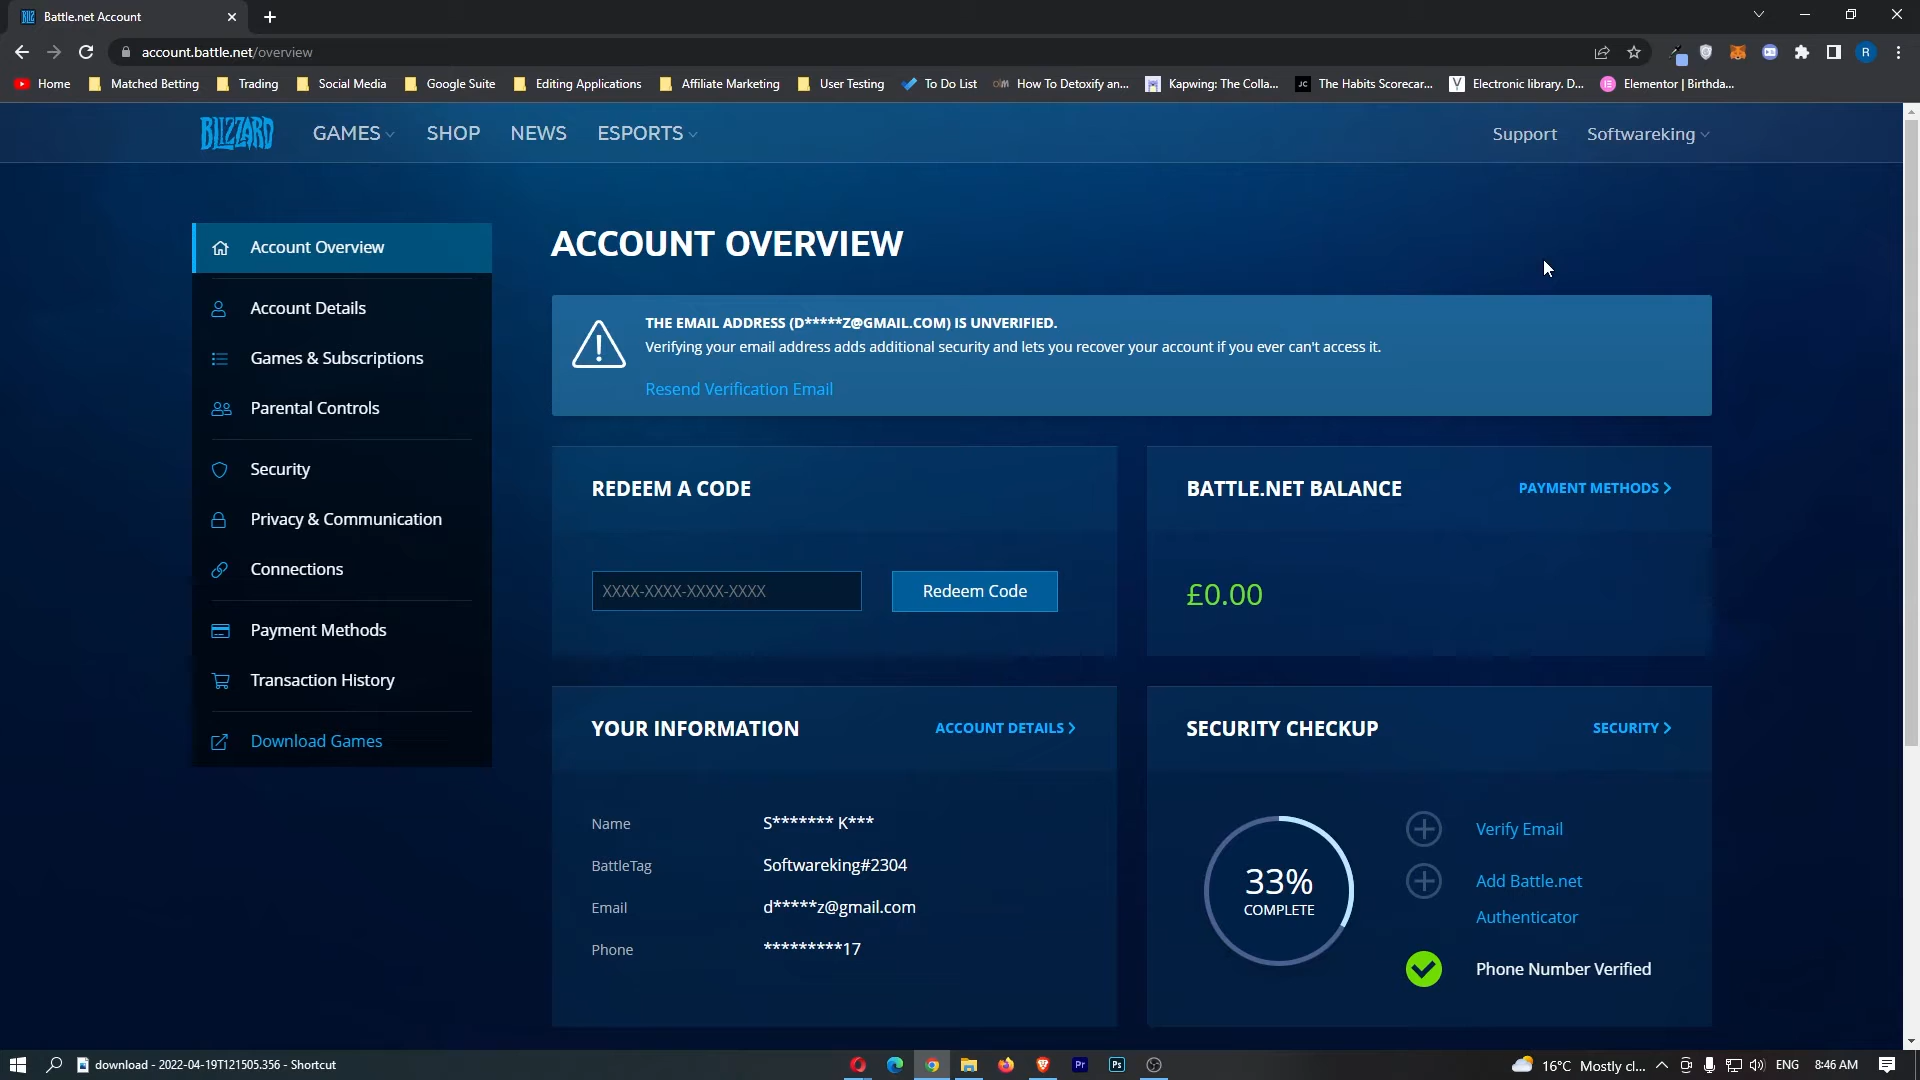 Battle.net Account
account.battle.net/overview
Home Matched Betting Trading Social Media Google Suite Editing Applications Affiliate Marketing User Testing To Do List How To Detoxify an... Kapwing: The Colla... The Habits Scorecar... Electronic library. D... Elementor | Birthda...
BLIZZARD GAMES SHOP NEWS ESPORTS Support Softwareking
Account Overview
Account Details
Games & Subscriptions
Parental Controls
Security
Privacy & Communication
Connections
Payment Methods
Transaction History
Download Games
ACCOUNT OVERVIEW
THE EMAIL ADDRESS (D*****Z@GMAIL.COM) IS UNVERIFIED.
Verifying your email address adds additional security and lets you recover your account if you ever can't access it.
Resend Verification Email
REDEEM A CODE
XXXX-XXXX-XXXX-XXXX Redeem Code
BATTLE.NET BALANCE PAYMENT METHODS
£0.00
YOUR INFORMATION ACCOUNT DETAILS
Name S******* K***
BattleTag Softwareking#2304
Email d*****z@gmail.com
Phone *********17
SECURITY CHECKUP SECURITY
33%
COMPLETE
Verify Email
Add Battle.net
Authenticator
Phone Number Verified
download - 2022-04-19T121505.356 - Shortcut Pr Ps 16°C Mostly cl... ENG 8:46 AM